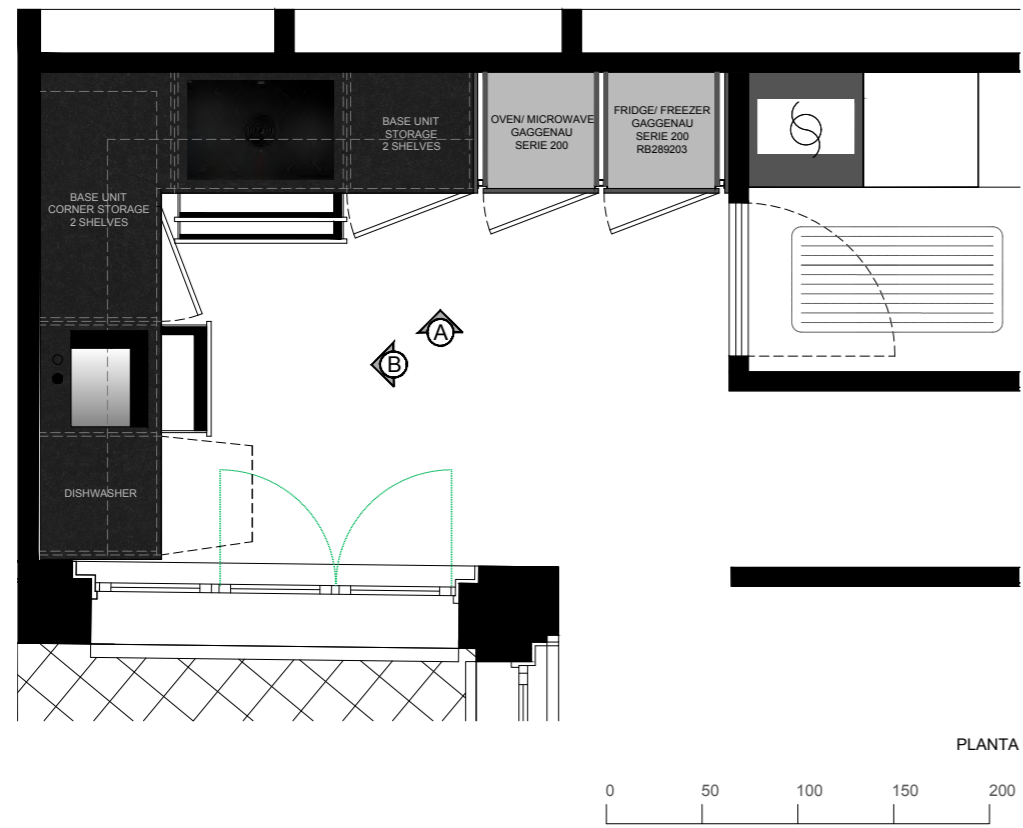 BASE UNIT
STORAGE
2 SHELVES
OVEN/ MICROWAVE
GAGGENAU
SERIE 200
FRIDGE/ FREEZER
GAGGENAU
SERIE 200
RB289203
BASE UNIT
CORNER STORAGE
2 SHELVES
A
B
DISHWASHER
PLANTA
0 50 100 150 200